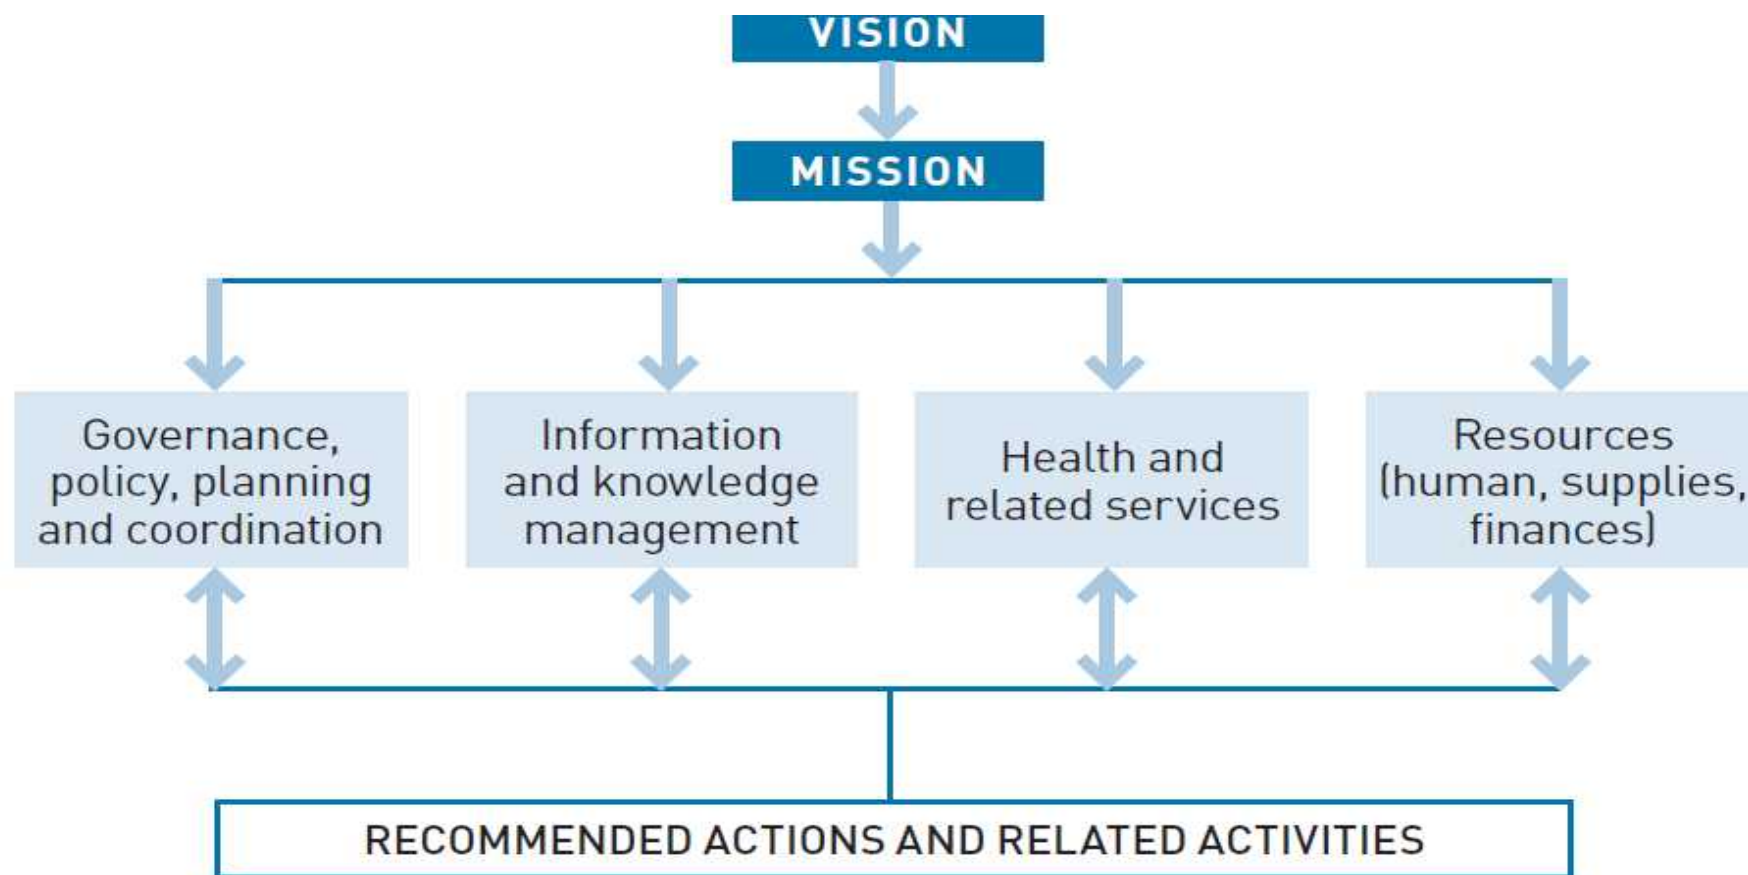 VISION
MISSION
Governance,
policy, planning
and coordination
Information
and knowledge
management
Health and
related services
Resources
(human, supplies,
finances)
RECOMMENDED ACTIONS AND RELATED ACTIVITIES